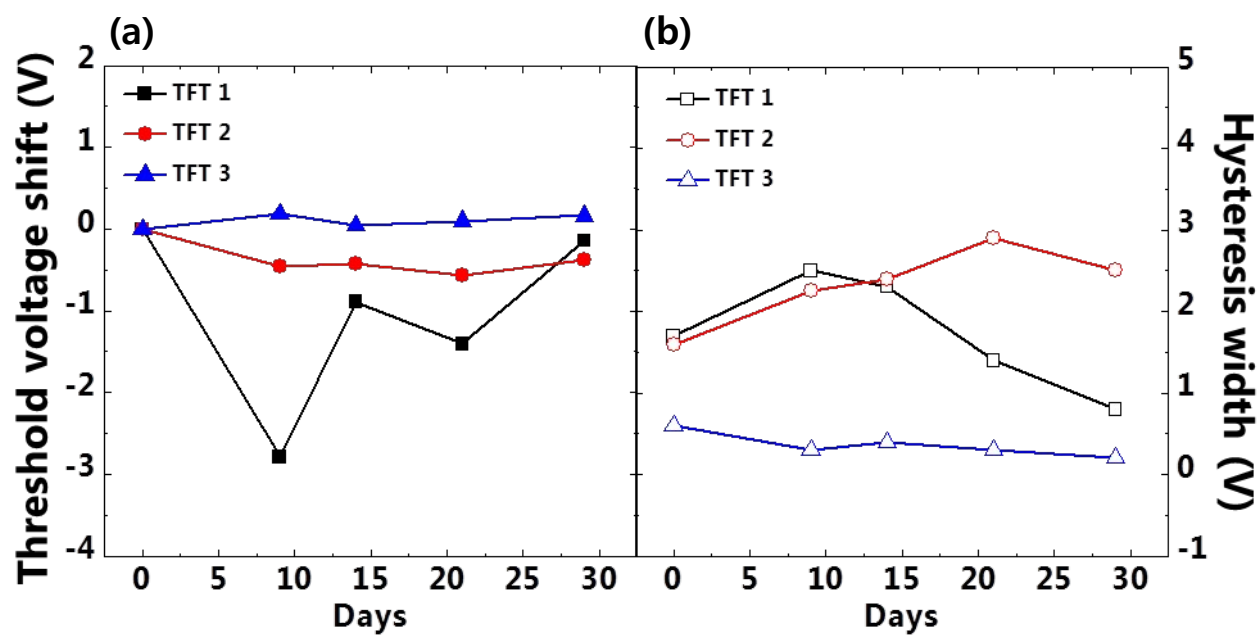 (a)
(b)
Threshold voltage shift (V)
2
1
0
-1
-2
-3
-4
TFT 1
TFT 2
TFT 3
0 5 10 15 20 25 30
Days
TFT 1
TFT 2
TFT 3
0 5 10 15 20 25 30
Days
5
4
3
2
1
0
-1
Hysteresis width (V)